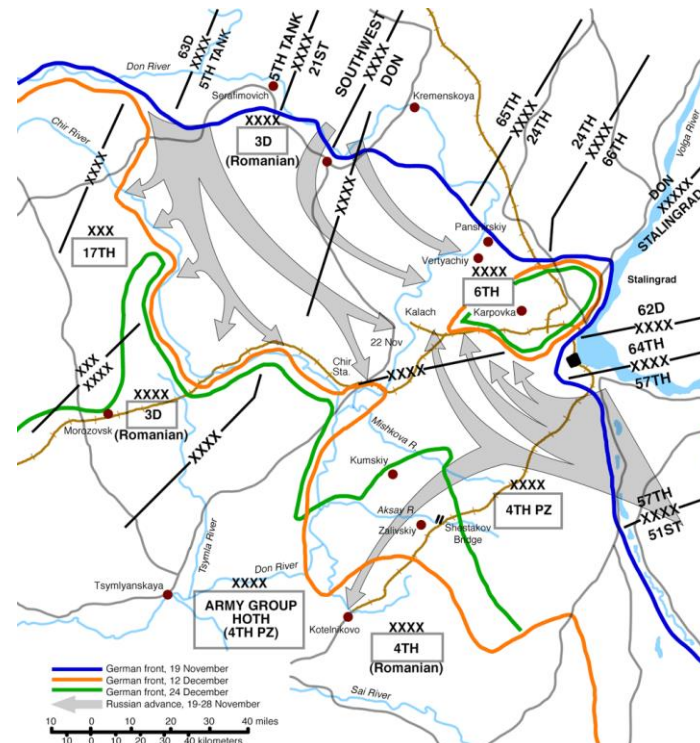 63D
XXXX
5TH TANK
5TH TANK
XXXX
21ST
SOUTHWEST
XXXX
DON
Don River
Serafimovich
Kremenskoya
Chir River
XXXX
3D
(Romanian)
65TH
XXXXX
24TH
24TH
XXXX
66TH
Volga River
DON
XXXXX
STALINGRAD
XXXX
XXXX
XXX
17TH
Panshirskiy
Vertyachiy
XXXX
6TH
Stalingrad
Karpovka
Kalach
62D
XXXX
64TH
XXXX
57TH
22 Nov
Chir
Sta.
XXXX
XXX
XXXX
XXXX
3D
(Romanian)
Morozovsk
XXXX
Mishkova R.
Kumskiy
XXXX
4TH PZ
57TH
XXXX
51ST
Aksay R.
Zalivskiy
Shestakov
Bridge
Tsymla River
Don River
Tsymlyanskaya
XXXX
ARMY GROUP
HOTH
(4TH PZ)
Kotelnikovo
XXXX
4TH
(Romanian)
Sai River
German front, 19 November
German front, 12 December
German front, 24 December
Russian advance, 19-28 November
10 0 10 20 30 40 miles
10 0 10 20 30 40 kilometers